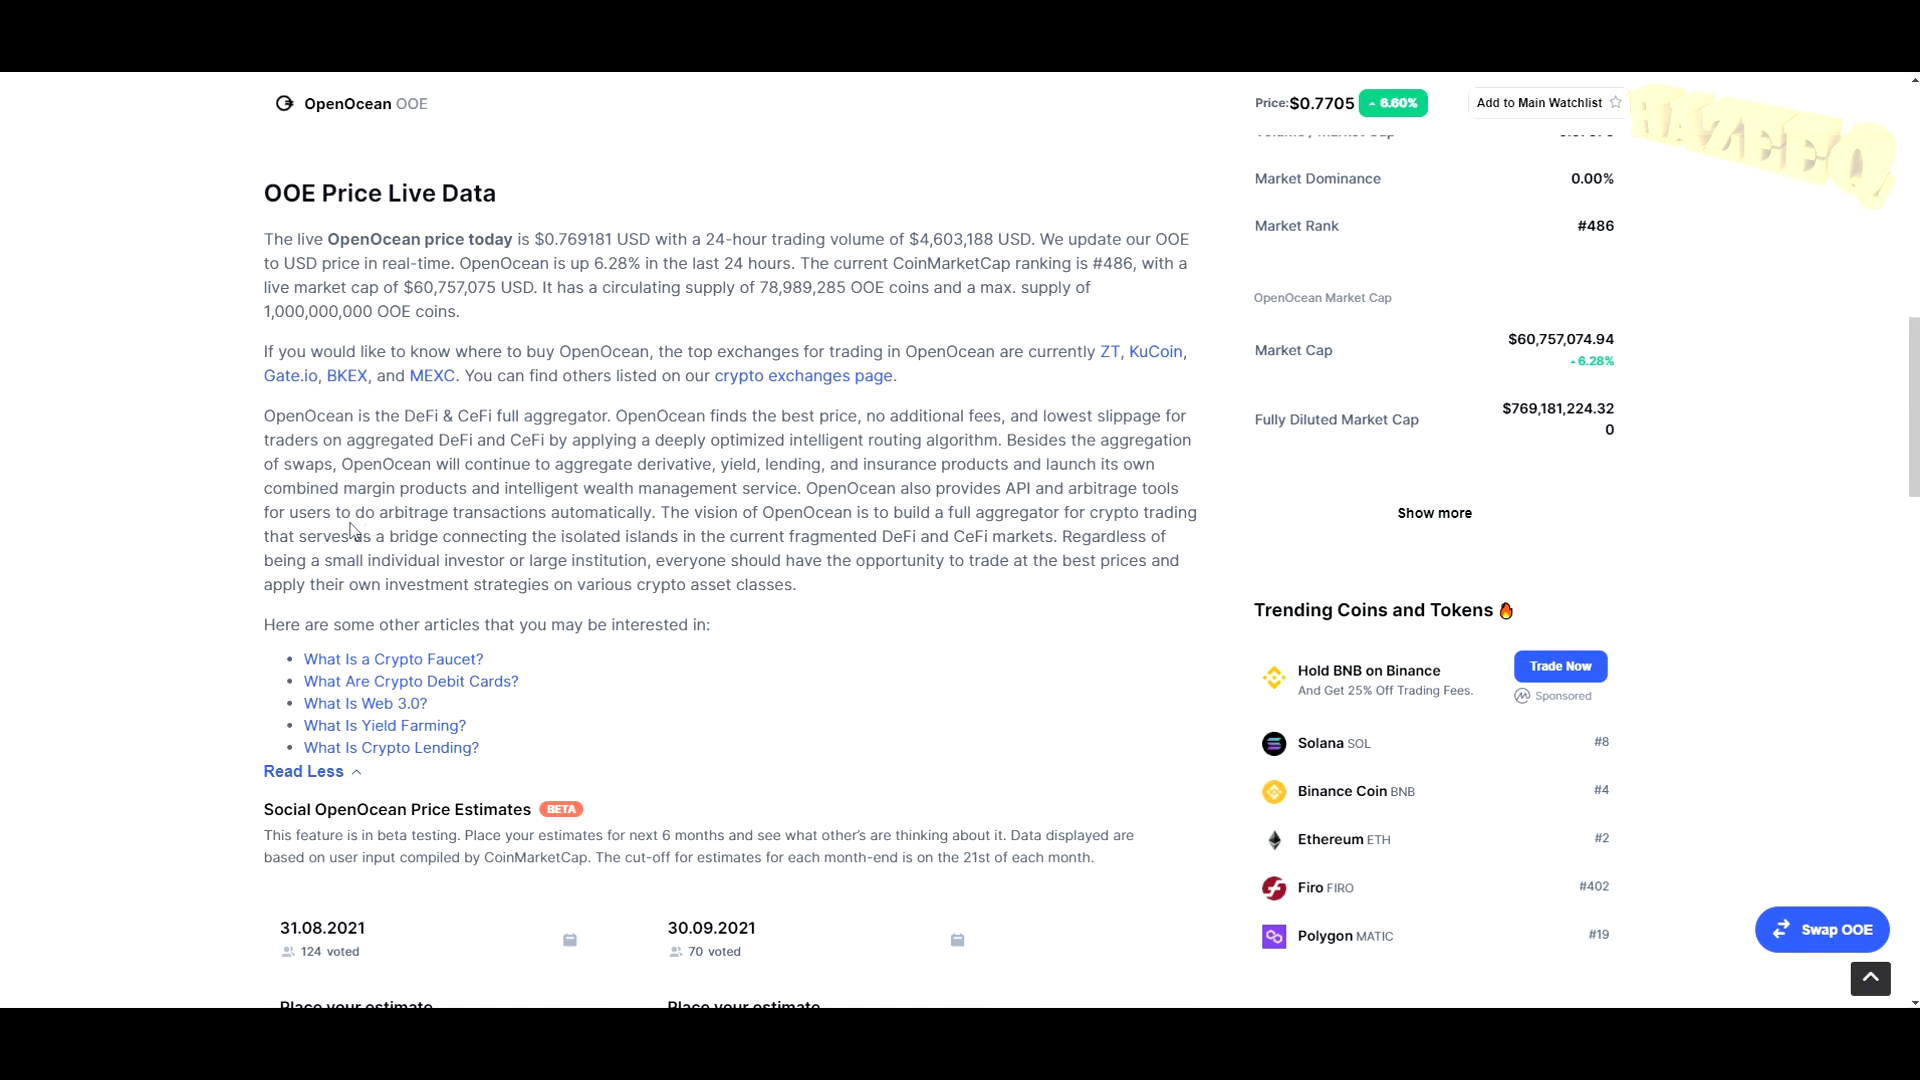 OpenOcean OOE
Price:$0.7705 6.60%
Add to Main Watchlist
HAZEEQ
Market Dominance 0.00%
Market Rank #486
OpenOcean Market Cap
Market Cap $60,757,074.94
6.28%
Fully Diluted Market Cap $769,181,224.32
0
Show more
OOE Price Live Data
The live OpenOcean price today is $0.769181 USD with a 24-hour trading volume of $4,603,188 USD. We update our OOE
to USD price in real-time. OpenOcean is up 6.28% in the last 24 hours. The current CoinMarketCap ranking is #486, with a
live market cap of $60,757,075 USD. It has a circulating supply of 78,989,285 OOE coins and a max. supply of
1,000,000,000 OOE coins.
If you would like to know where to buy OpenOcean, the top exchanges for trading in OpenOcean are currently ZT, KuCoin,
Gate.io, BKEX, and MEXC. You can find others listed on our crypto exchanges page.
OpenOcean is the DeFi & CeFi full aggregator. OpenOcean finds the best price, no additional fees, and lowest slippage for
traders on aggregated DeFi and CeFi by applying a deeply optimized intelligent routing algorithm. Besides the aggregation
of swaps, OpenOcean will continue to aggregate derivative, yield, lending, and insurance products and launch its own
combined margin products and intelligent wealth management service. OpenOcean also provides API and arbitrage tools
for users to do arbitrage transactions automatically. The vision of OpenOcean is to build a full aggregator for crypto trading
that serves as a bridge connecting the isolated islands in the current fragmented DeFi and CeFi markets. Regardless of
being a small individual investor or large institution, everyone should have the opportunity to trade at the best prices and
apply their own investment strategies on various crypto asset classes.
Here are some other articles that you may be interested in:
What Is a Crypto Faucet?
What Are Crypto Debit Cards?
What Is Web 3.0?
What Is Yield Farming?
What Is Crypto Lending?
Read Less
Social OpenOcean Price Estimates BETA
This feature is in beta testing. Place your estimates for next 6 months and see what other's are thinking about it. Data displayed are
based on user input compiled by CoinMarketCap. The cut-off for estimates for each month-end is on the 21st of each month.
31.08.2021
124 voted
Place your estimate
30.09.2021
70 voted
Place your estimate
Trending Coins and Tokens
Hold BNB on Binance
And Get 25% Off Trading Fees.
Trade Now
Sponsored
Solana SOL #8
Binance Coin BNB #4
Ethereum ETH #2
Firo FIRO #402
Polygon MATIC #19
Swap OOE